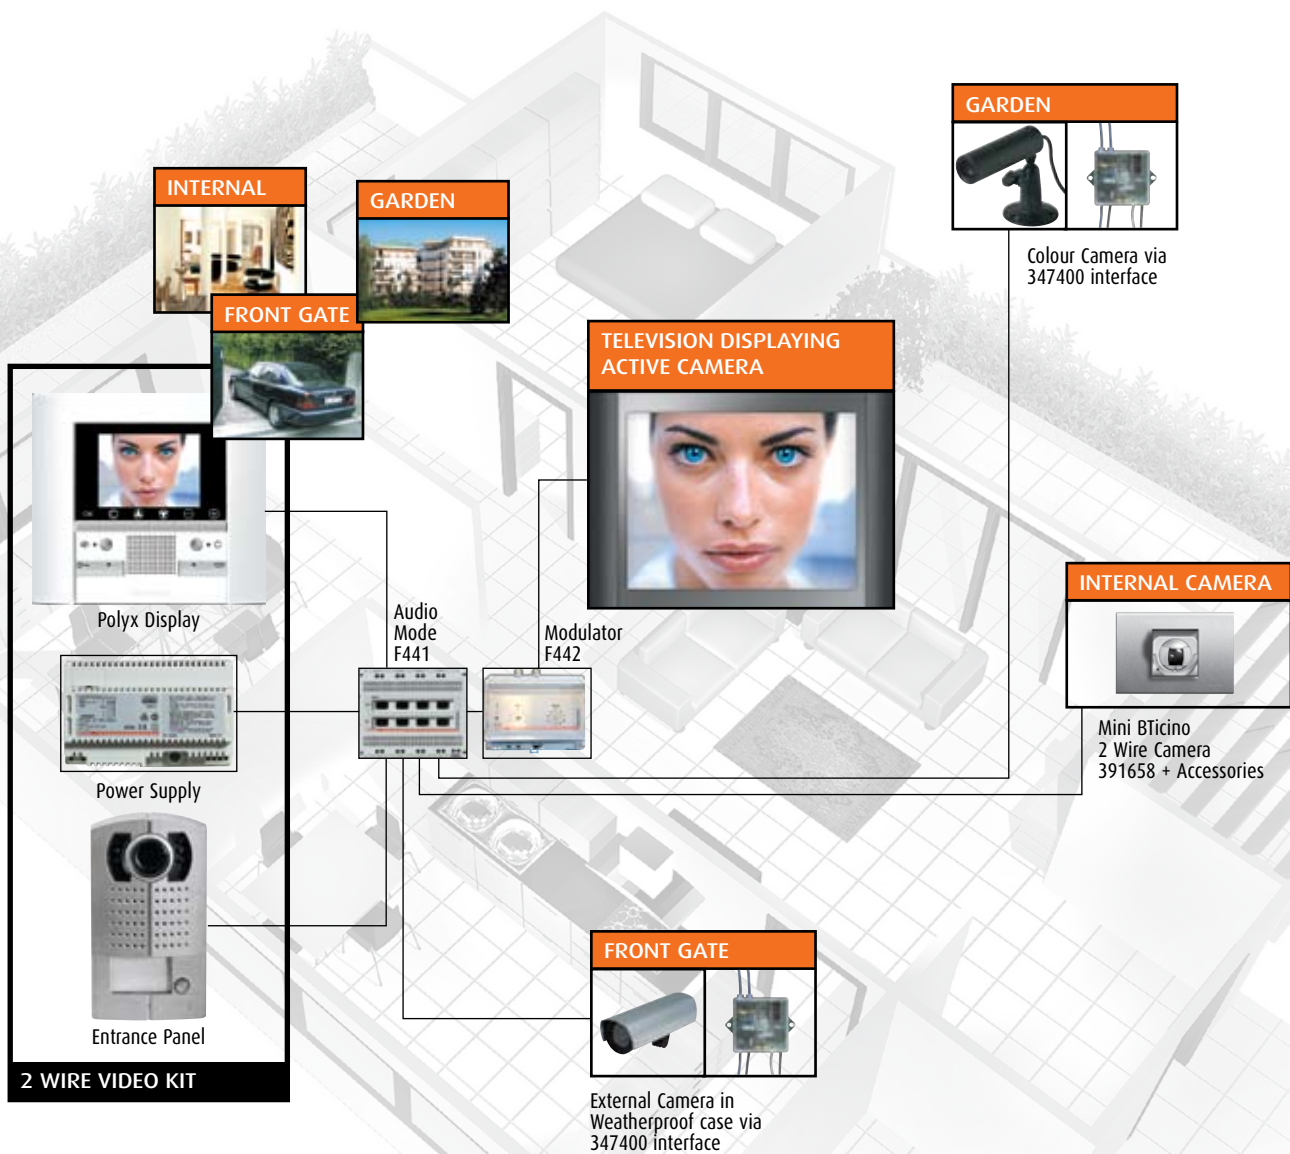 GARDEN
Colour Camera via
347400 interface
INTERNAL
GARDEN
FRONT GATE
TELEVISION DISPLAYING
ACTIVE CAMERA
Polyx Display
Audio
Mode
F441
Modulator
F442
INTERNAL CAMERA
Mini BTicino
2 Wire Camera
391658 + Accessories
Power Supply
Entrance Panel
2 WIRE VIDEO KIT
FRONT GATE
External Camera in
Weatherproof case via
347400 interface